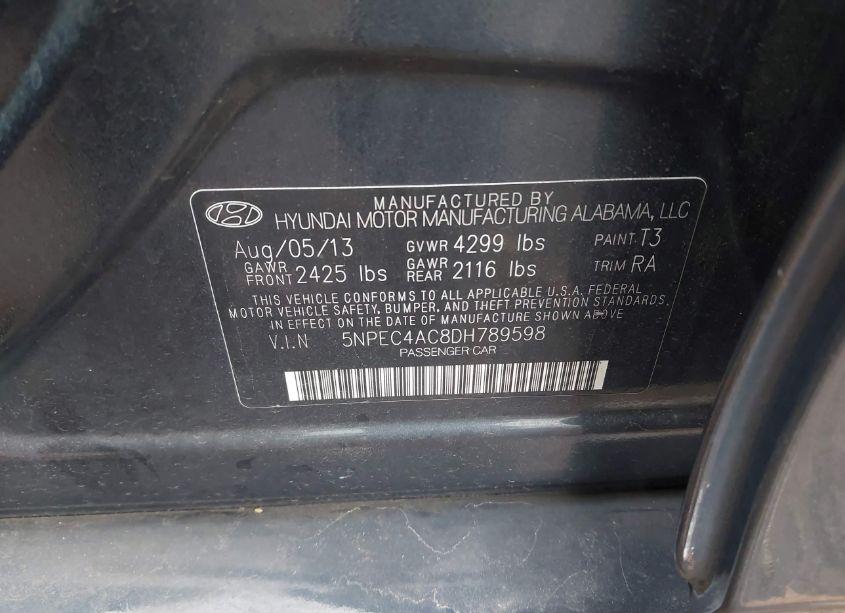 MANUFACTURED BY
HYUNDAI MOTOR MANUFACTURING ALABAMA, LLC
Aug/05/13 GVWR 4299 lbs PAINT T3
GAWR FRONT 2425 lbs GAWR REAR 2116 lbs TRIM RA
THIS VEHICLE CONFORMS TO ALL APPLICABLE U.S.A. FEDERAL
MOTOR VEHICLE SAFETY, BUMPER, AND THEFT PREVENTION STANDARDS,
IN EFFECT ON THE DATE OF MANUFACTURE SHOWN ABOVE.
V.I.N 5NPEC4AC8DH789598
PASSENGER CAR